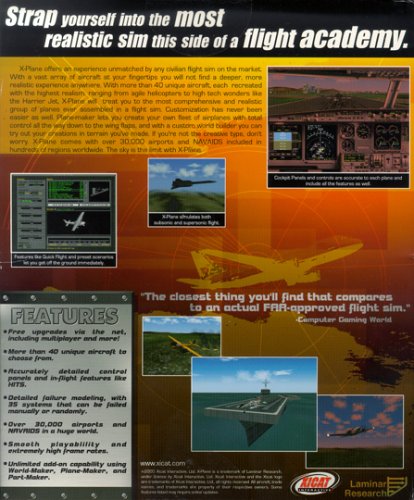 Strap yourself into the most
realistic sim this side of a flight academy.
X-Plane offers an experience unmatched by any civilian flight sim on the market.
With a vast array of aircraft at your fingertips you will not find a deeper, more
realistic experience anywhere. With more than 40 unique aircraft, each recreated
with the highest realism, ranging from agile helicopters to high tech wonders like
the Harrier Jet, X-Plane will treat you to the most comprehensive and realistic
group of planes ever assembled in a flight sim. Customization has never been
easier as well. Plane-maker lets you create your own fleet of airplanes with total
control all the way down to the wing flaps, and with a custom world builder you can
try out your creations in terrain you've made. If you're not the creative type, don't
worry. X-Plane comes with over 30,000 airports and NAVAIDS included in
hundreds of regions worldwide. The sky is the limit with X-Plane.
Cockpit Panels and controls are accurate to each plane and
include all the features as well.
X-Plane simulates both
subsonic and supersonic flight.
Features like Quick Flight and preset scenarios
let you get off the ground immediately.
"The closest thing you'll find that compares
to an actual FAA-approved flight sim."
-Computer Gaming World
FEATURES
Free upgrades via the net,
including multiplayer and more!
More than 40 unique aircraft to
choose from.
Accurately detailed control
panels and in-flight features like
HITS.
Detailed failure modeling, with
35 systems that can be failed
manually or randomly.
Over 30,000 airports and
NAVAIDS in a huge world.
Smooth playability and
extremely high frame rates.
Unlimited add-on capability using
World-Maker, Plane-Maker, and
Part-Maker.
www.xicat.com
XICAT
INTERACTIVE
Laminar
Research